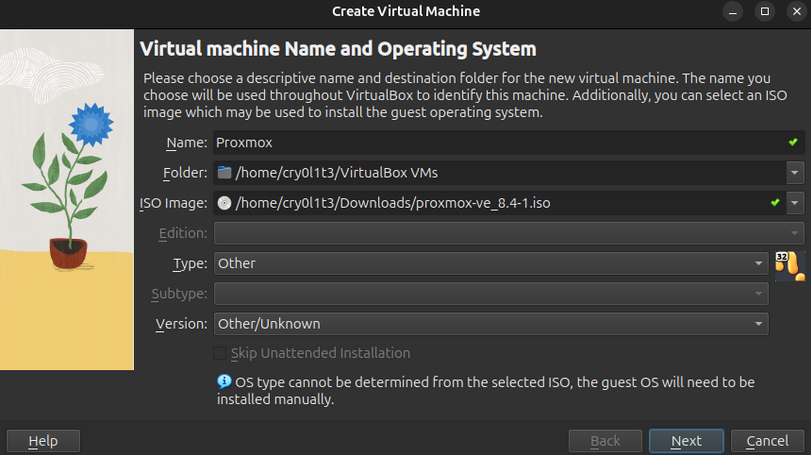 Create Virtual Machine
Virtual machine Name and Operating System
Please choose a descriptive name and destination folder for the new virtual machine. The name you
choose will be used throughout VirtualBox to identify this machine. Additionally, you can select an ISO
image which may be used to install the guest operating system.
Name: Proxmox
Folder: /home/cry0l1t3/VirtualBox VMs
ISO Image: /home/cry0l1t3/Downloads/proxmox-ve_8.4-1.iso
Edition:
Type: Other
32
Subtype:
Version: Other/Unknown
Skip Unattended Installation
OS type cannot be determined from the selected ISO, the guest OS will need to be
installed manually.
Help Back Next Cancel